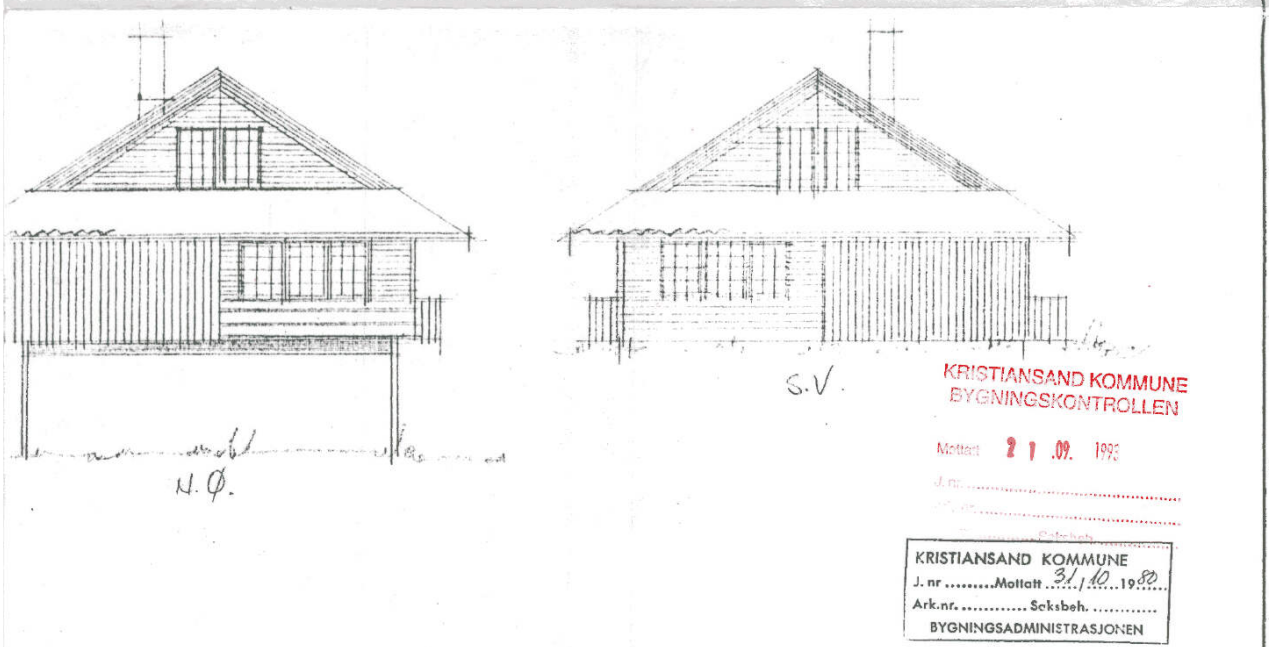 N.Ø.
S.V.
KRISTIANSAND KOMMUNE
BYGNINGSKONTROLLEN
Mottatt 21.09. 1993
J. nr.
Saksbeh.
KRISTIANSAND KOMMUNE
J. nr .........Mottatt 31/10 1980
Ark.nr. ............ Saksbeh. ............
BYGNINGSADMINISTRASJONEN